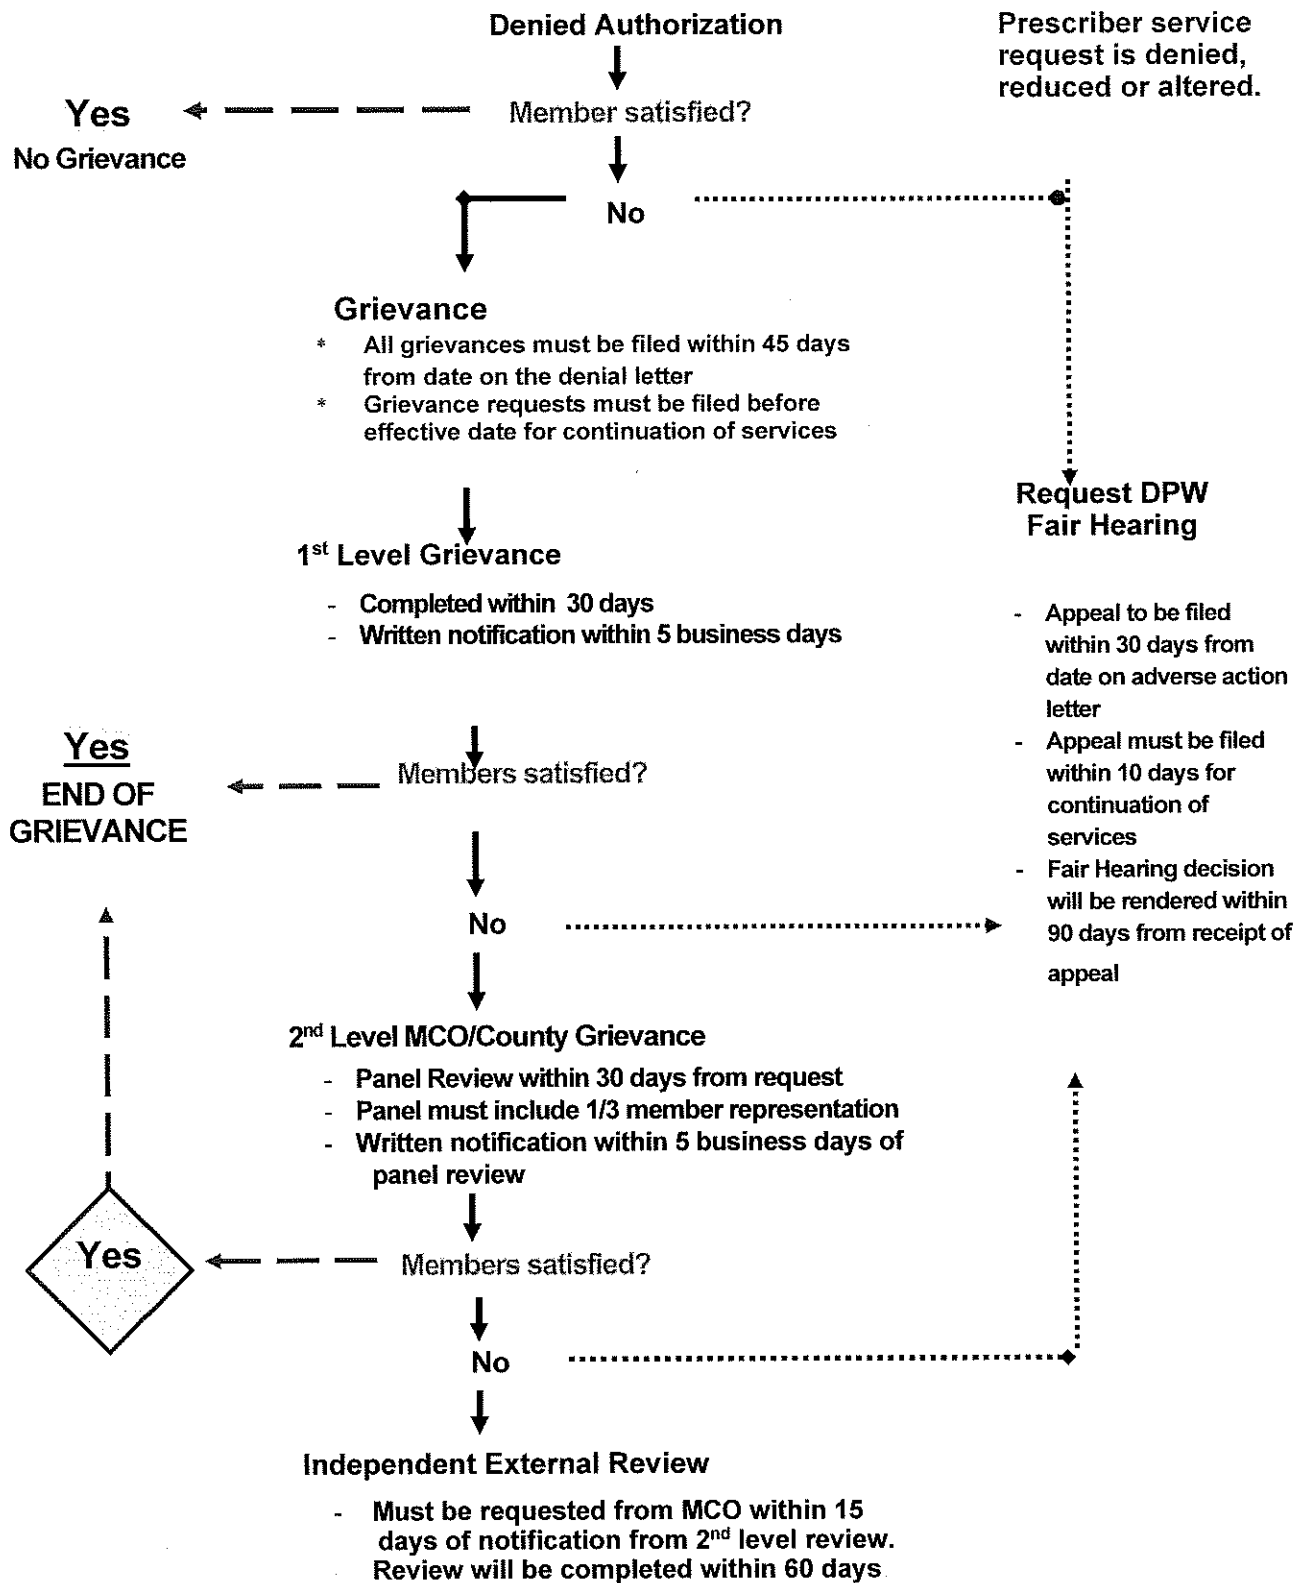 Denied Authorization
Prescriber service
request is denied,
reduced or altered.
Member satisfied?
Yes
No Grievance
No
Grievance
* All grievances must be filed within 45 days
from date on the denial letter
* Grievance requests must be filed before
effective date for continuation of services
Request DPW
Fair Hearing
1st Level Grievance
- Completed within 30 days
- Written notification within 5 business days
- Appeal to be filed
within 30 days from
date on adverse action
letter
- Appeal must be filed
within 10 days for
continuation of
services
- Fair Hearing decision
will be rendered within
90 days from receipt of
appeal
Members satisfied?
Yes
END OF
GRIEVANCE
No
2nd Level MCO/County Grievance
- Panel Review within 30 days from request
- Panel must include 1/3 member representation
- Written notification within 5 business days of
panel review
Members satisfied?
Yes
No
Independent External Review
- Must be requested from MCO within 15
days of notification from 2nd level review.
Review will be completed within 60 days